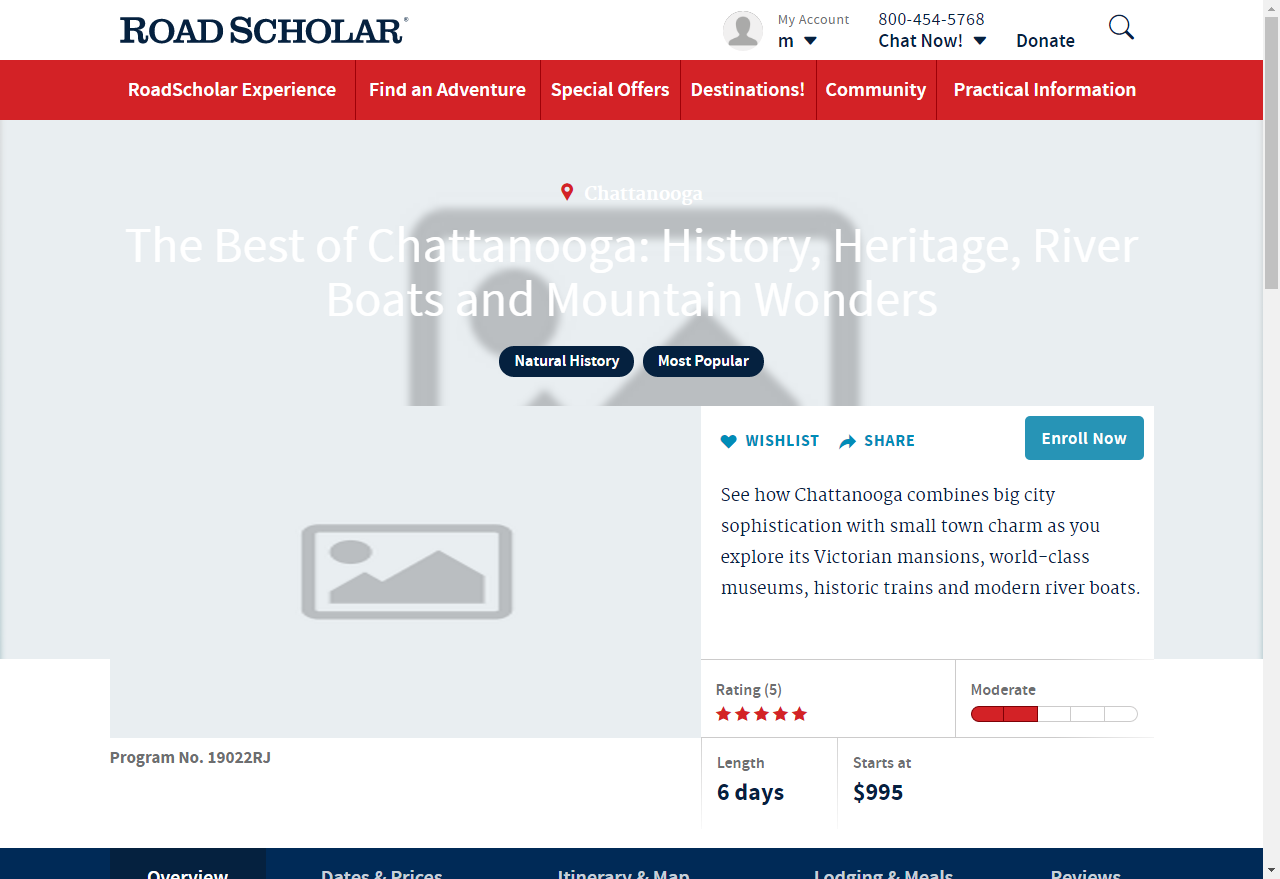 ROAD SCHOLAR®
My Account
m
800-454-5768
Chat Now!
Donate
RoadScholar Experience
Find an Adventure
Special Offers
Destinations!
Community
Practical Information
Chattanooga
The Best of Chattanooga: History, Heritage, River
Boats and Mountain Wonders
Natural History
Most Popular
WISHLIST
SHARE
Enroll Now
See how Chattanooga combines big city
sophistication with small town charm as you
explore its Victorian mansions, world-class
museums, historic trains and modern river boats.
Rating (5)
Moderate
Program No. 19022RJ
Length
6 days
Starts at
$995
Overview
Dates & Prices
Itinerary & Map
Lodging & Meals
Reviews